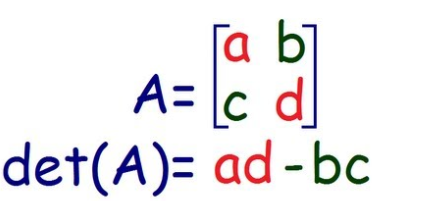 a b
A=
c d
det(A)= ad-bc